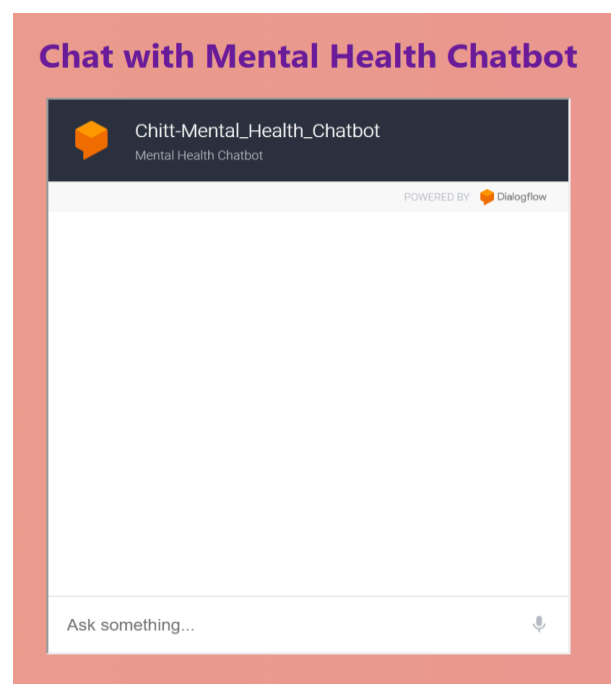 Chat with Mental Health Chatbot
Chitt-Mental_Health_Chatbot
Mental Health Chatbot
POWERED BY Dialogflow
Ask something...